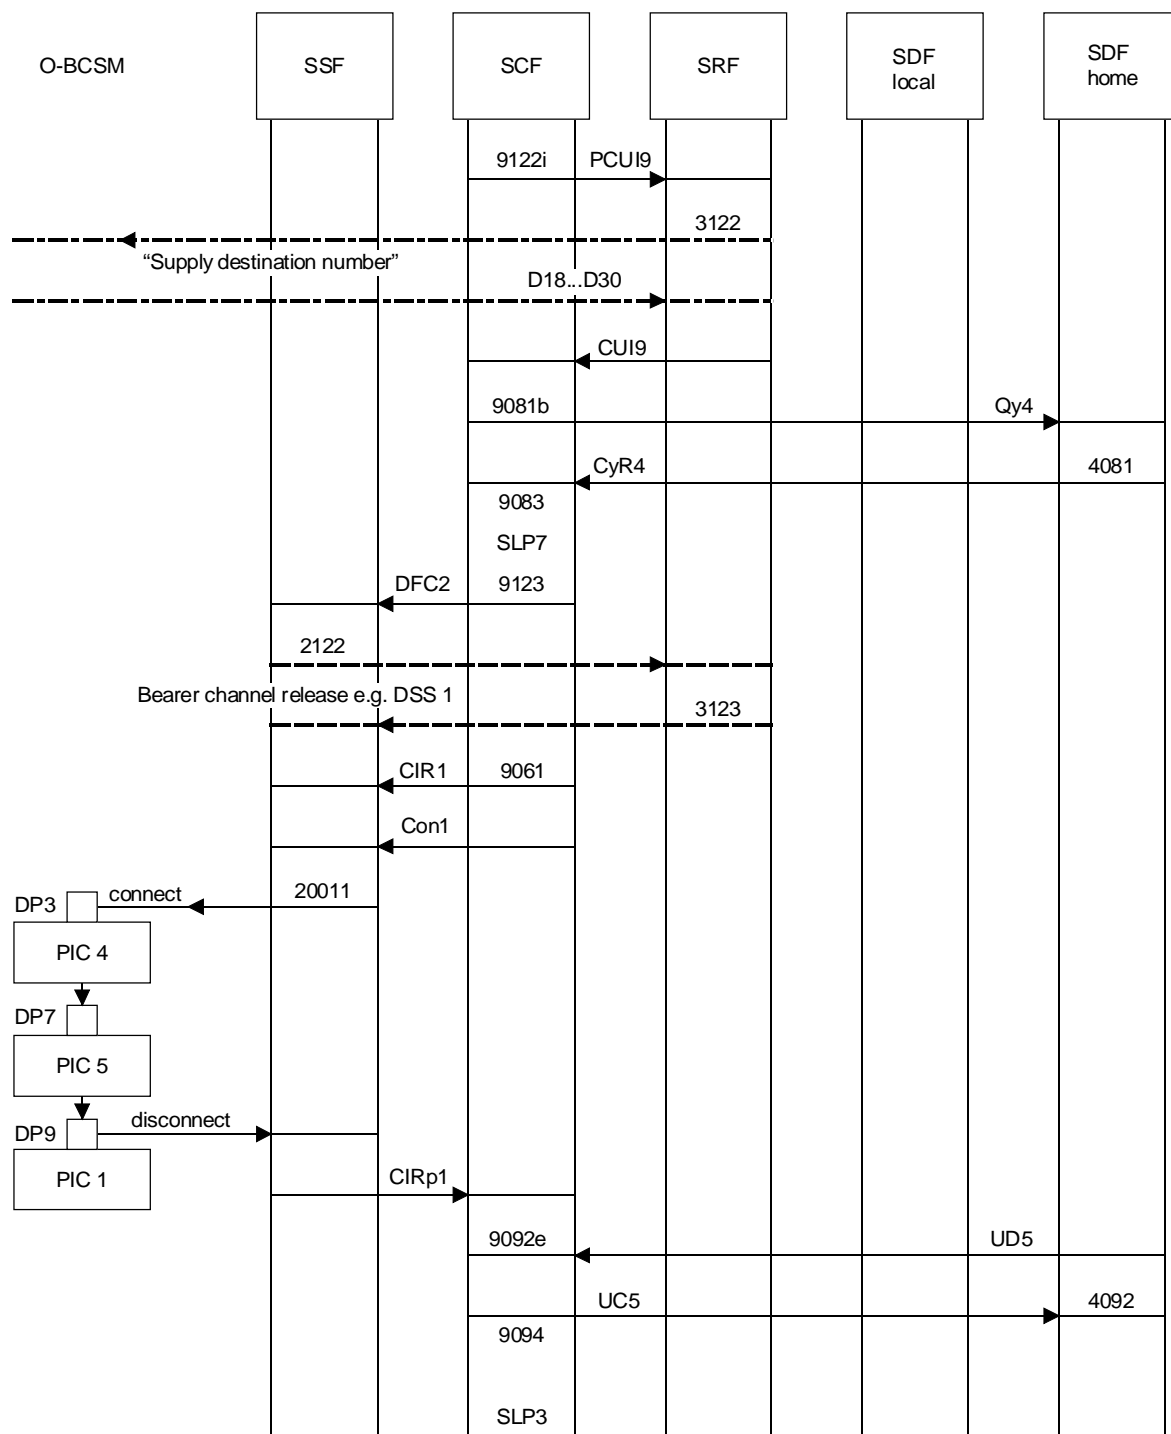 O-BCSM
SSF
SCF
SRF
SDF
local
SDF
home
9122i
PCUI9
3122
“Supply destination number”
D18...D30
CUI9
9081b
Qy4
CyR4
4081
9083
SLP7
DFC2
9123
2122
Bearer channel release e.g. DSS 1
3123
CIR1
9061
Con1
DP3
connect
20011
PIC 4
DP7
PIC 5
DP9
disconnect
PIC 1
CIRp1
9092e
UD5
UC5
4092
9094
SLP3